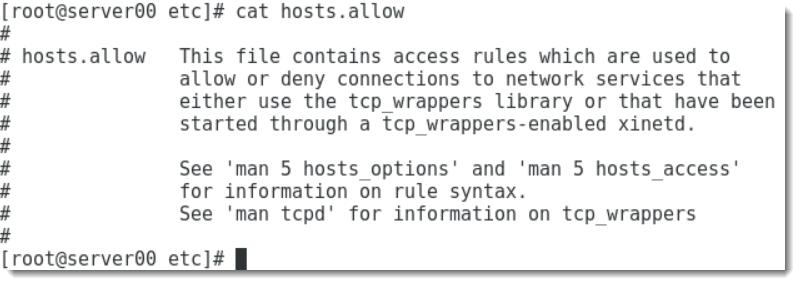 [root@server00 etc]# cat hosts.allow
#
# hosts.allow   This file contains access rules which are used to
#               allow or deny connections to network services that
#               either use the tcp_wrappers library or that have been
#               started through a tcp_wrappers-enabled xinetd.
#
#               See 'man 5 hosts_options' and 'man 5 hosts_access'
#               for information on rule syntax.
#               See 'man tcpd' for information on tcp_wrappers
#
[root@server00 etc]#